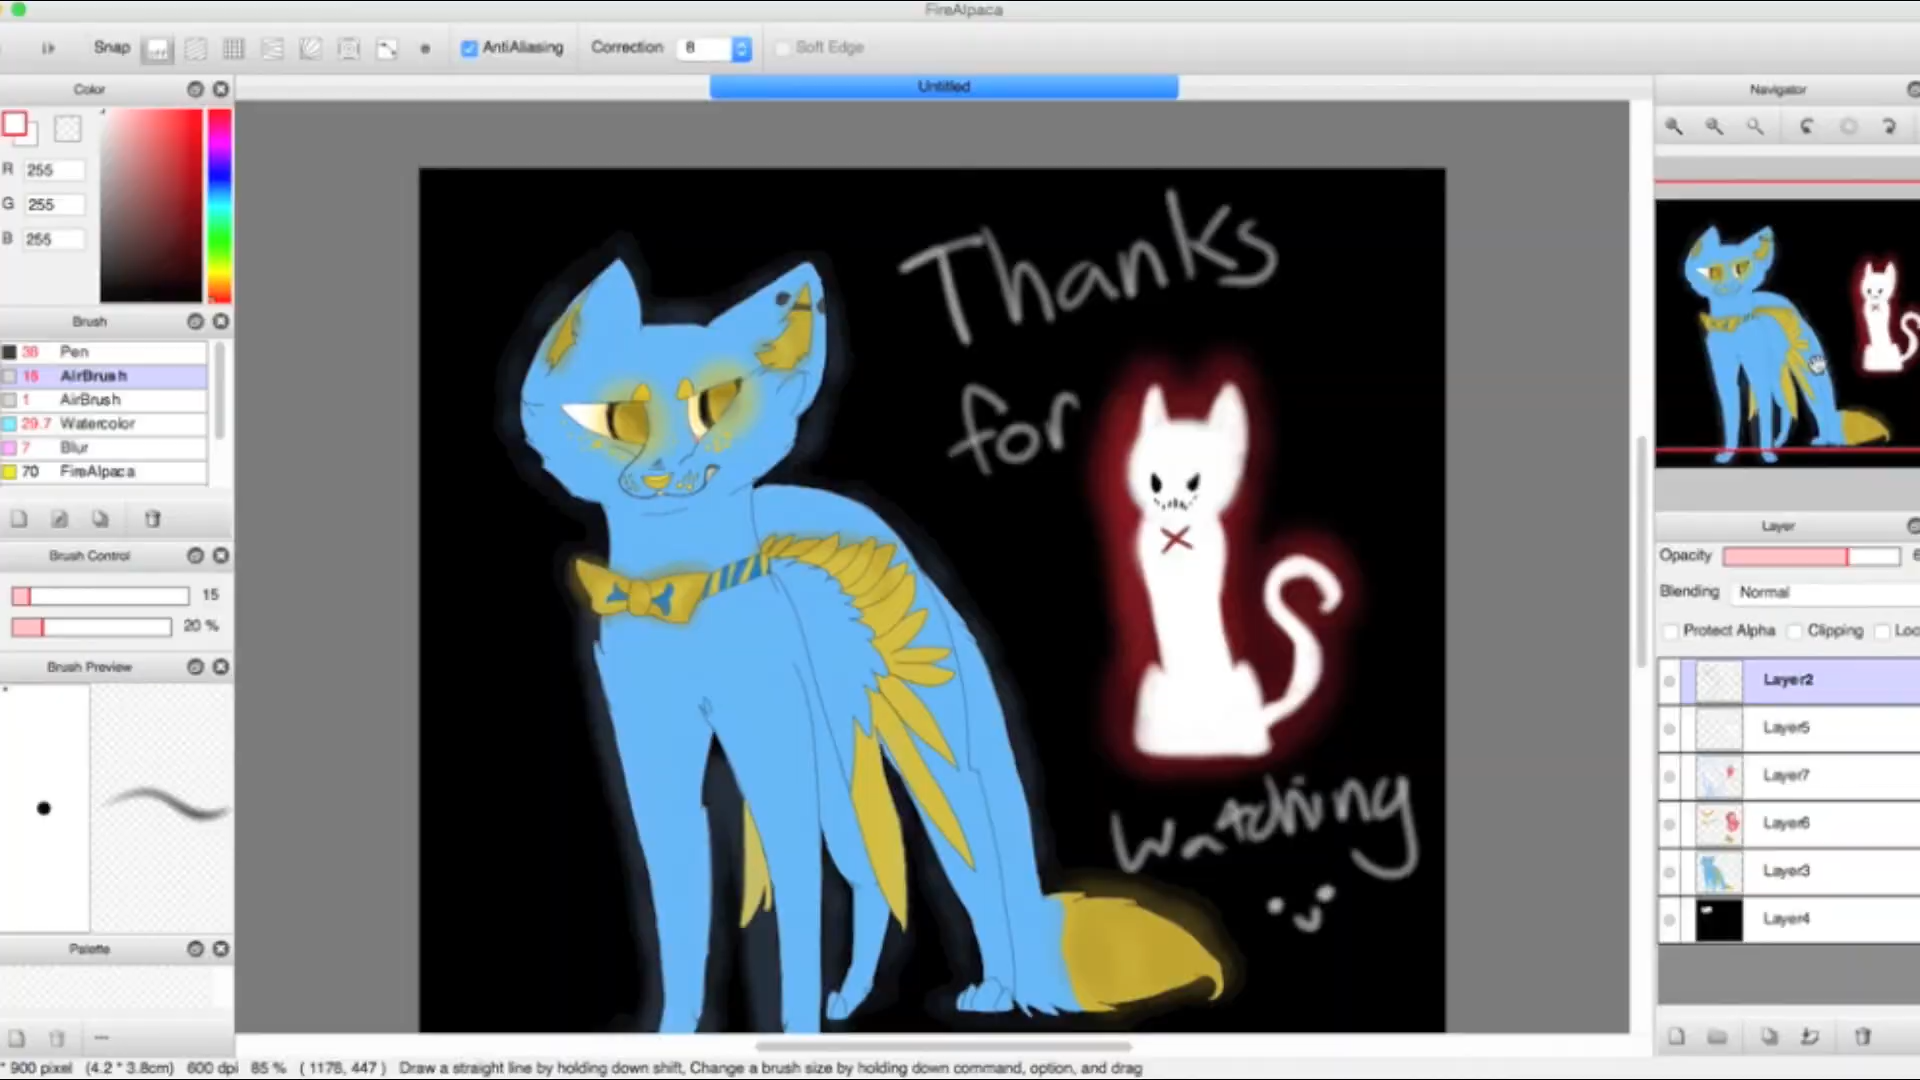 FireAlpaca
Snap
AntiAliasing
Correction
8
Soft Edge
Untitled
Color
R 255
G 255
B 255
Brush
38 Pen
15 AirBrush
1 AirBrush
29.7 Watercolor
7 Blur
70 FireAlpaca
Brush Control
15
20 %
Brush Preview
Palette
Thanks
for
watching
Navigator
Layer
Opacity
Blending Normal
Protect Alpha
Clipping
Loc
Layer2
Layer5
Layer7
Layer6
Layer3
Layer4
* 900 pixel (4.2 * 3.8cm) 600 dpi 85 % ( 1178, 447 ) Draw a straight line by holding down shift, Change a brush size by holding down command, option, and drag